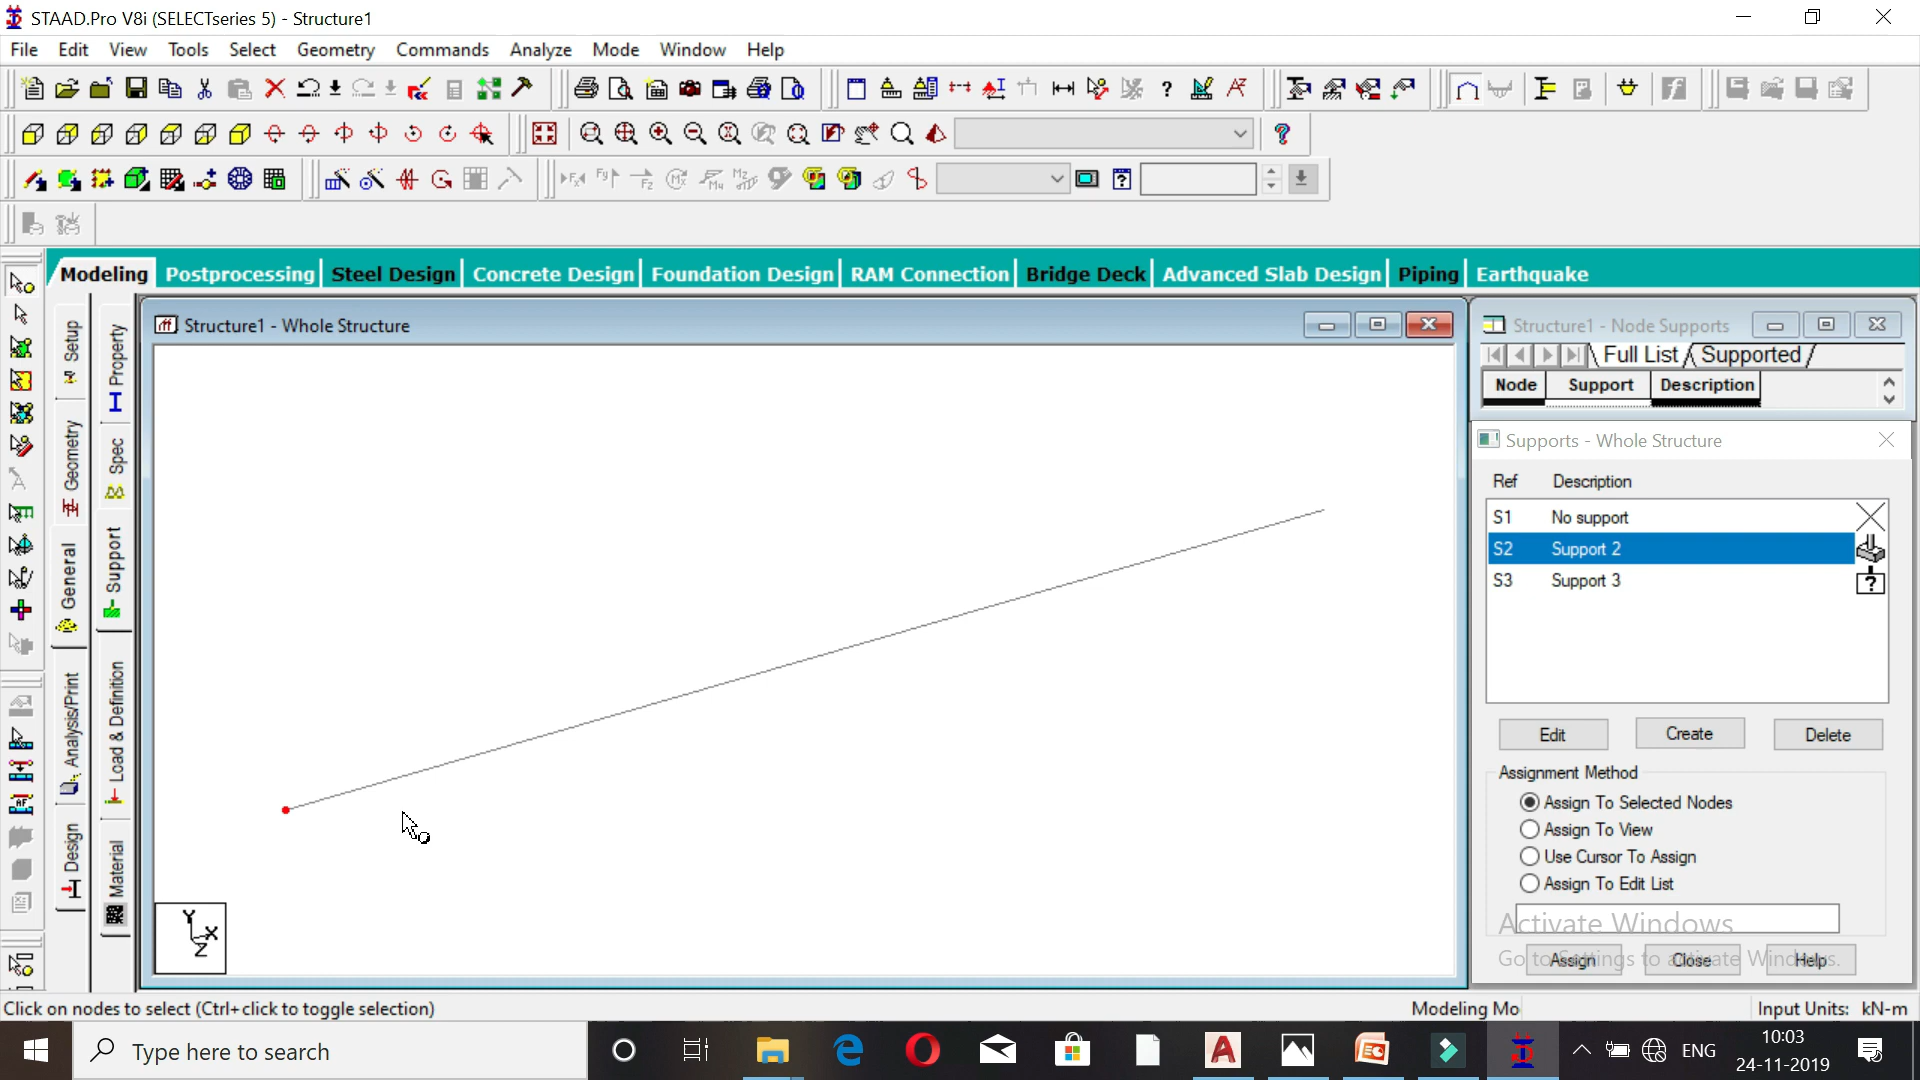 STAAD.Pro V8i (SELECTseries 5) - Structure1
File Edit View Tools Select Geometry Commands Analyze Mode Window Help
Modeling Postprocessing Steel Design Concrete Design Foundation Design RAM Connection Bridge Deck Advanced Slab Design Piping Earthquake
Setup
Geometry
General
Analysis/Print
Design
Property
Spec
Support
Load & Definition
Material
Structure1 - Whole Structure
Y
X
Z
Structure1 - Node Supports
Full List Supported
Node Support Description
Supports - Whole Structure
Ref Description
S1 No support
S2 Support 2
S3 Support 3
Edit Create Delete
Assignment Method
Assign To Selected Nodes
Assign To View
Use Cursor To Assign
Assign To Edit List
Activate Windows
Go to Settings to activate Windows.
Assign Close Help
Click on nodes to select (Ctrl+click to toggle selection)
Modeling Mo
Input Units: kN-m
Type here to search
ENG
10:03
24-11-2019